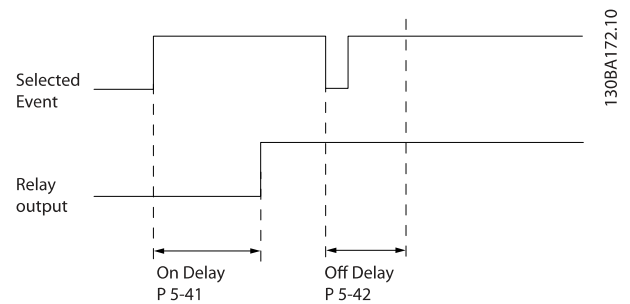 130BA172.10
Selected
Event
Relay
output
On Delay
P 5-41
Off Delay
P 5-42